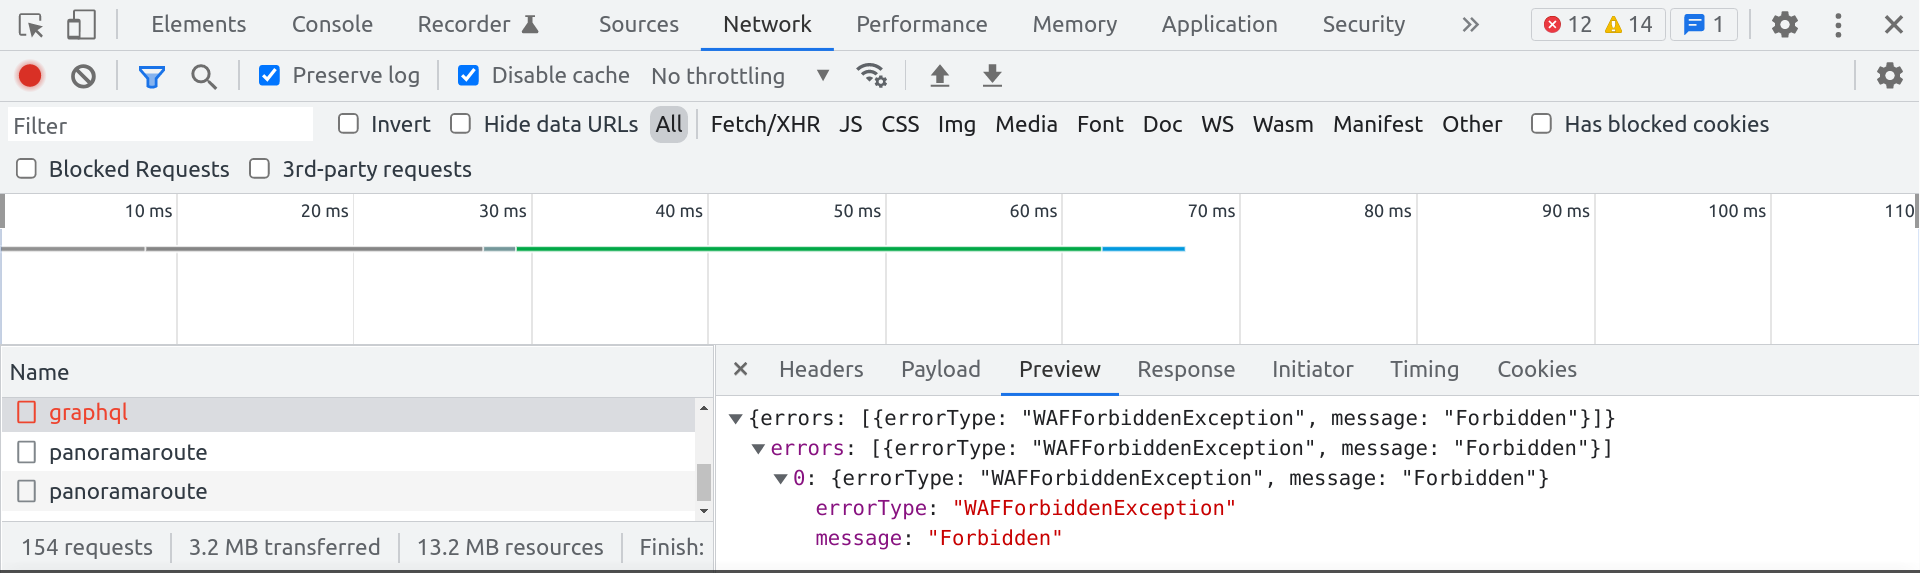 Elements Console Recorder Sources Network Performance Memory Application Security 12 14 1
Preserve log Disable cache No throttling
Filter Invert Hide data URLs All Fetch/XHR JS CSS Img Media Font Doc WS Wasm Manifest Other Has blocked cookies
Blocked Requests 3rd-party requests
10 ms 20 ms 30 ms 40 ms 50 ms 60 ms 70 ms 80 ms 90 ms 100 ms 110
Name
graphql
panoramaroute
panoramaroute
154 requests 3.2 MB transferred 13.2 MB resources Finish:
Headers Payload Preview Response Initiator Timing Cookies
{errors: [{errorType: "WAFForbiddenException", message: "Forbidden"}]}
errors: [{errorType: "WAFForbiddenException", message: "Forbidden"}]
0: {errorType: "WAFForbiddenException", message: "Forbidden"}
errorType: "WAFForbiddenException"
message: "Forbidden"